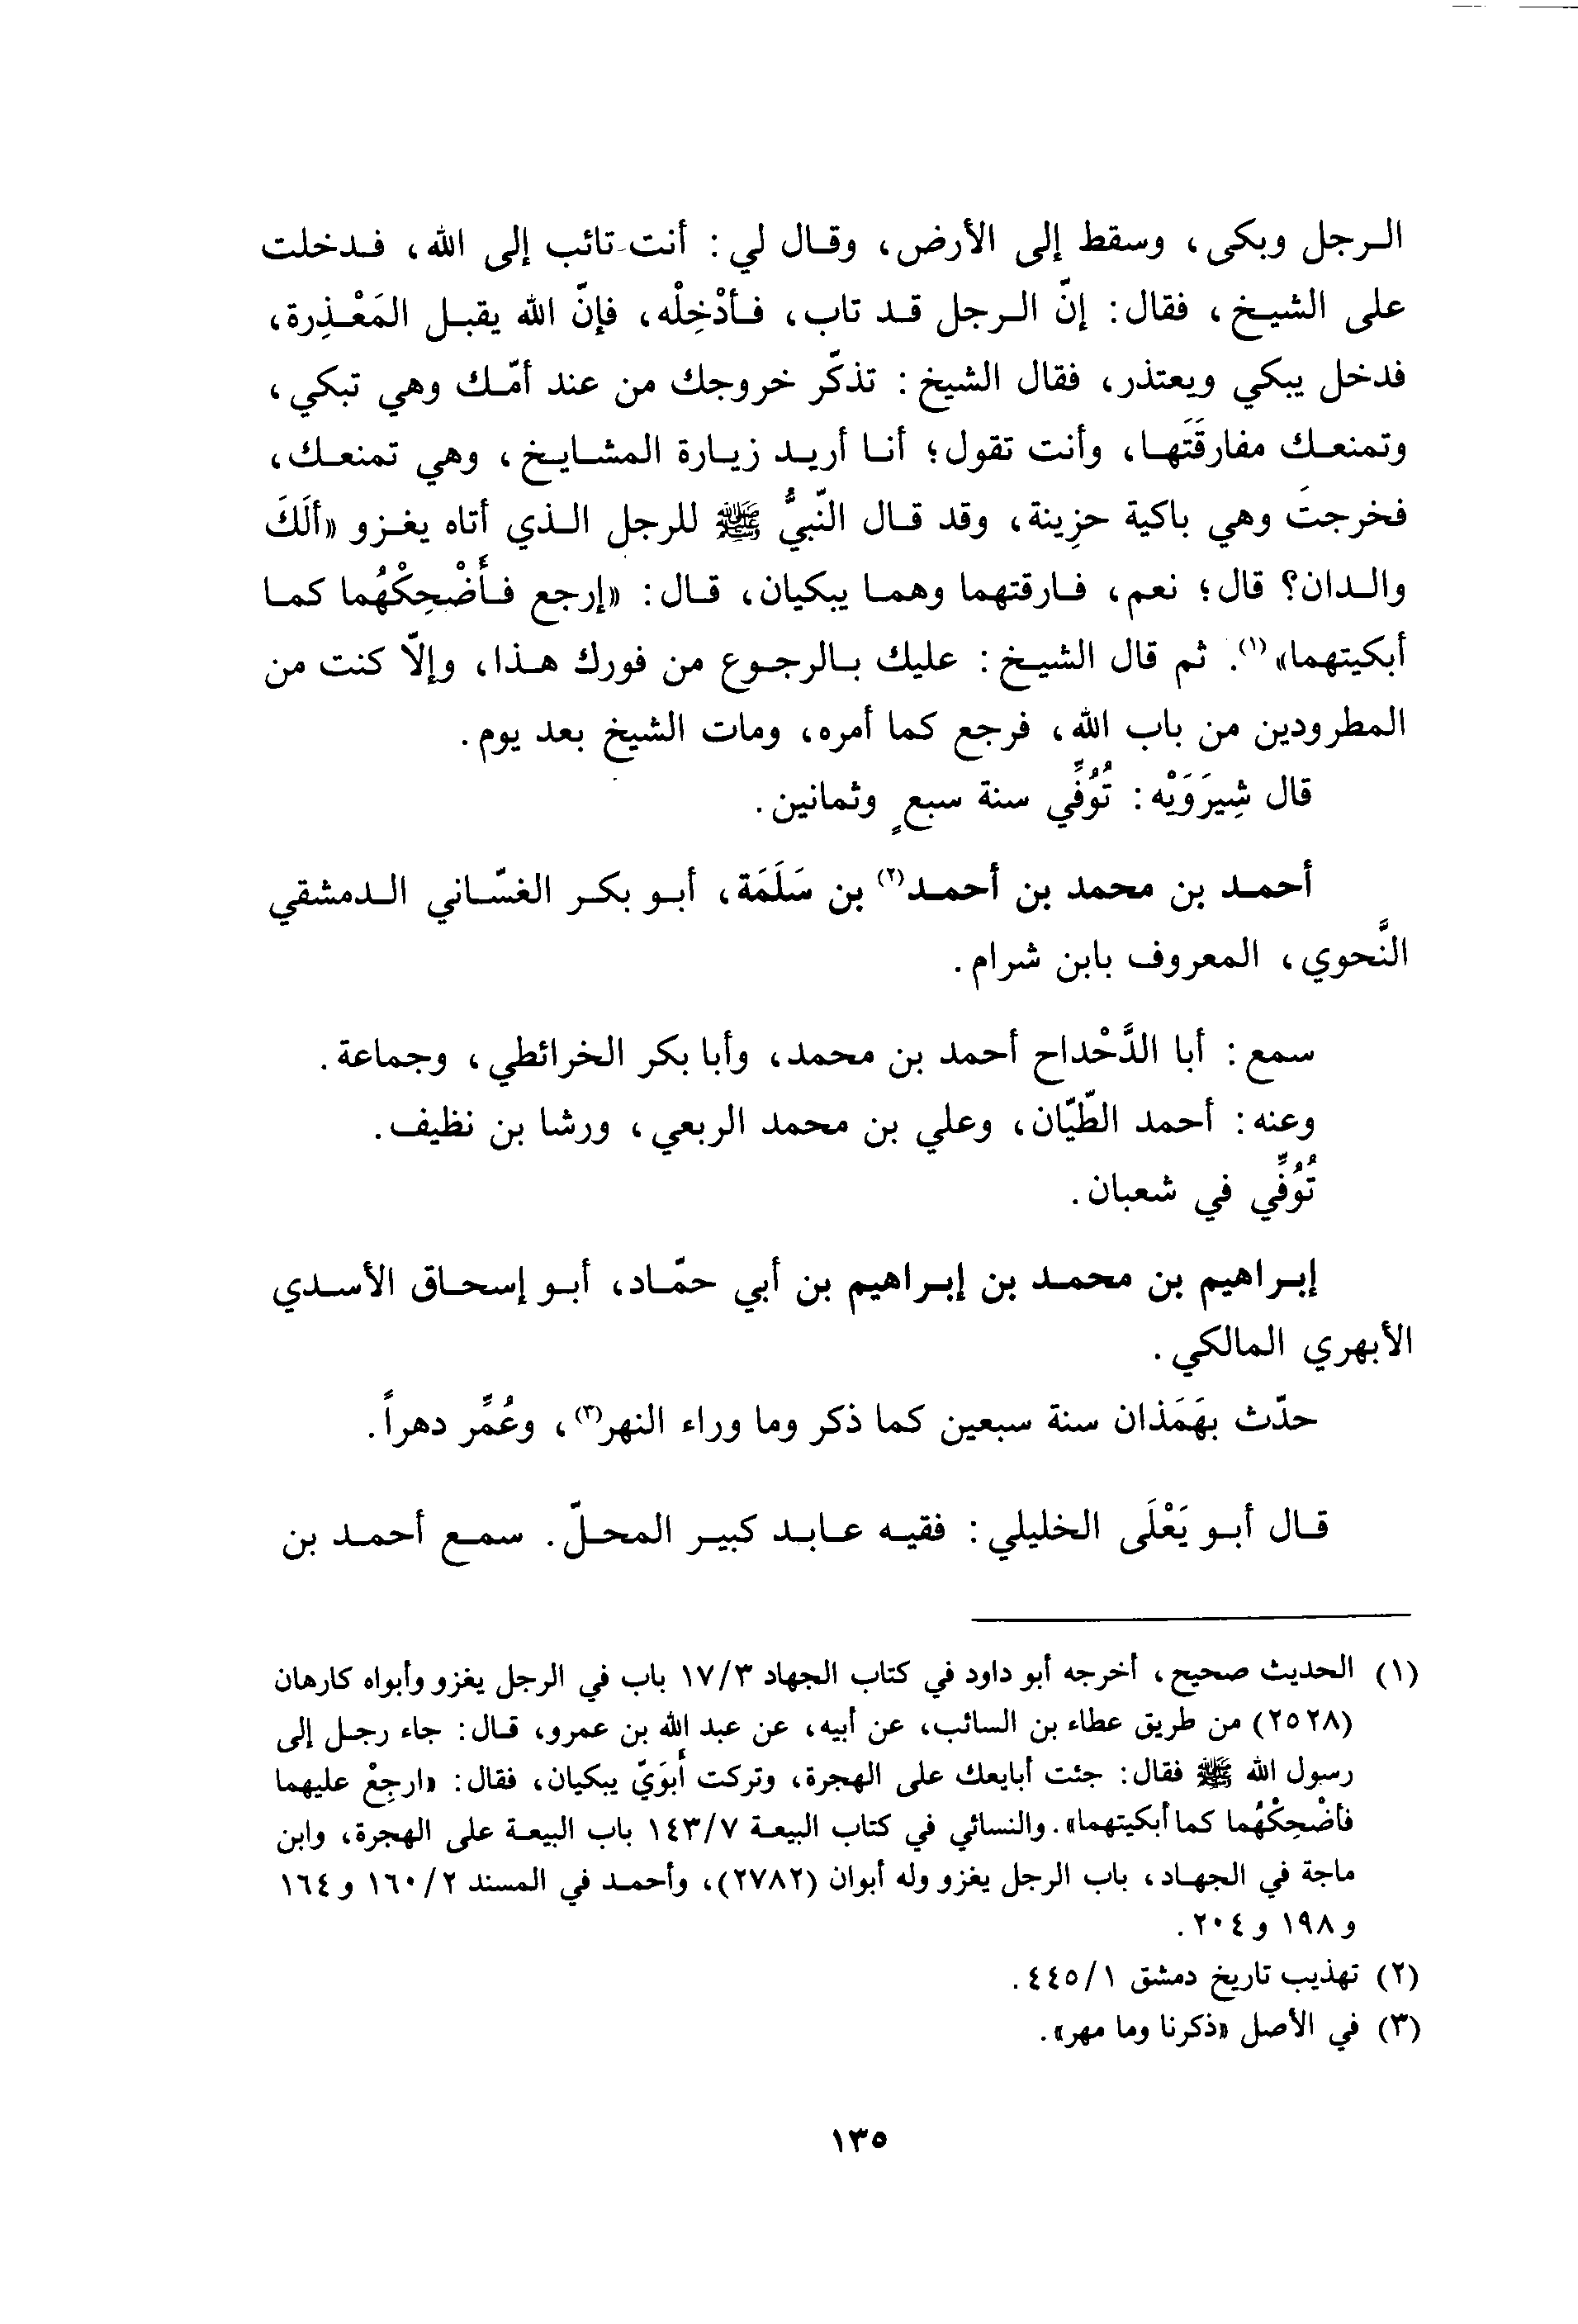 الرجل وبكى، وسقط إلى الأرض، وقال لي: أنت تائب إلى الله، فدخلت
على الشيخ، فقال: إنّ الرجل قد تاب، فأدْخِلْه، فإنّ الله يقبل المَعْذِرة،
فدخل يبكي ويعتذر، فقال الشيخ: تذكّر خروجك من عند أمّك وهي تبكي،
وتمنعك مفارقَتَها، وأنت تقول؛ أنا أريد زيارة المشايخ، وهي تمنعك،
فخرجتَ وهي باكية حزِينة، وقد قال النّبيُّ ﷺ للرجل الذي أتاه يغزو «ألَكَ
والدان؟ قال؛ نعم، فارقتهما وهما يبكيان، قال: «إرجع فأَضْحِكْهُما كما
أبكيتهما»(١). ثم قال الشيخ: عليك بالرجوع من فورك هذا، وإلاّ كنت من
المطرودين من باب الله، فرجع كما أمره، ومات الشيخ بعد يوم.
قال شِيرَوَيْه: تُوُفِّي سنة سبعٍ وثمانين.
أحمد بن محمد بن أحمد(٢) بن سَلَمَة، أبو بكر الغسّاني الدمشقي
النَّحوي، المعروف بابن شرام.
سمع: أبا الدَّحْداح أحمد بن محمد، وأبا بكر الخرائطي، وجماعة.
وعنه: أحمد الطّيّان، وعلي بن محمد الربعي، ورشا بن نظيف.
تُوُفِّي في شعبان.
إبراهيم بن محمد بن إبراهيم بن أبي حمّاد، أبو إسحاق الأسدي
الأبهري المالكي.
حدّث بهَمَذان سنة سبعين كما ذكر وما وراء النهر(٣)، وعُمِّر دهراً.
قال أبو يَعْلَى الخليلي: فقيه عابد كبير المحلّ. سمع أحمد بن
(١) الحديث صحيح، أخرجه أبو داود في كتاب الجهاد ١٧/٣ باب في الرجل يغزو وأبواه كارهان
(٢٥٢٨) من طريق عطاء بن السائب، عن أبيه، عن عبد الله بن عمرو، قال: جاء رجل إلى
رسول الله ﷺ فقال: جئت أبايعك على الهجرة، وتركت أَبوَيّ يبكيان، فقال: «ارجِعْ عليهما
فأضْحِكْهُما كما أبكيتهما». والنسائي في كتاب البيعة ١٤٣/٧ باب البيعة على الهجرة، وابن
ماجة في الجهاد، باب الرجل يغزو وله أبوان (٢٧٨٢)، وأحمد في المسند ١٦٠/٢ و ١٦٤
و ١٩٨ و ٢٠٤.
(٢) تهذيب تاريخ دمشق ٤٤٥/١.
(٣) في الأصل «ذكرنا وما مهر».
١٣٥